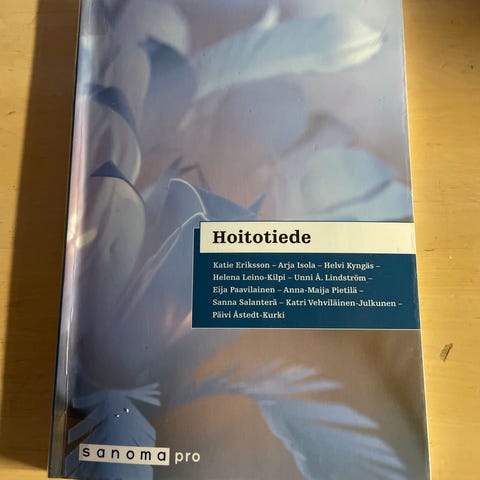 Hoitotiede
Katie Eriksson – Arja Isola – Helvi Kyngäs –
Helena Leino-Kilpi – Unni Å. Lindström –
Eija Paavilainen – Anna-Maija Pietilä –
Sanna Salanterä – Katri Vehviläinen-Julkunen –
Päivi Åstedt-Kurki
sanoma pro